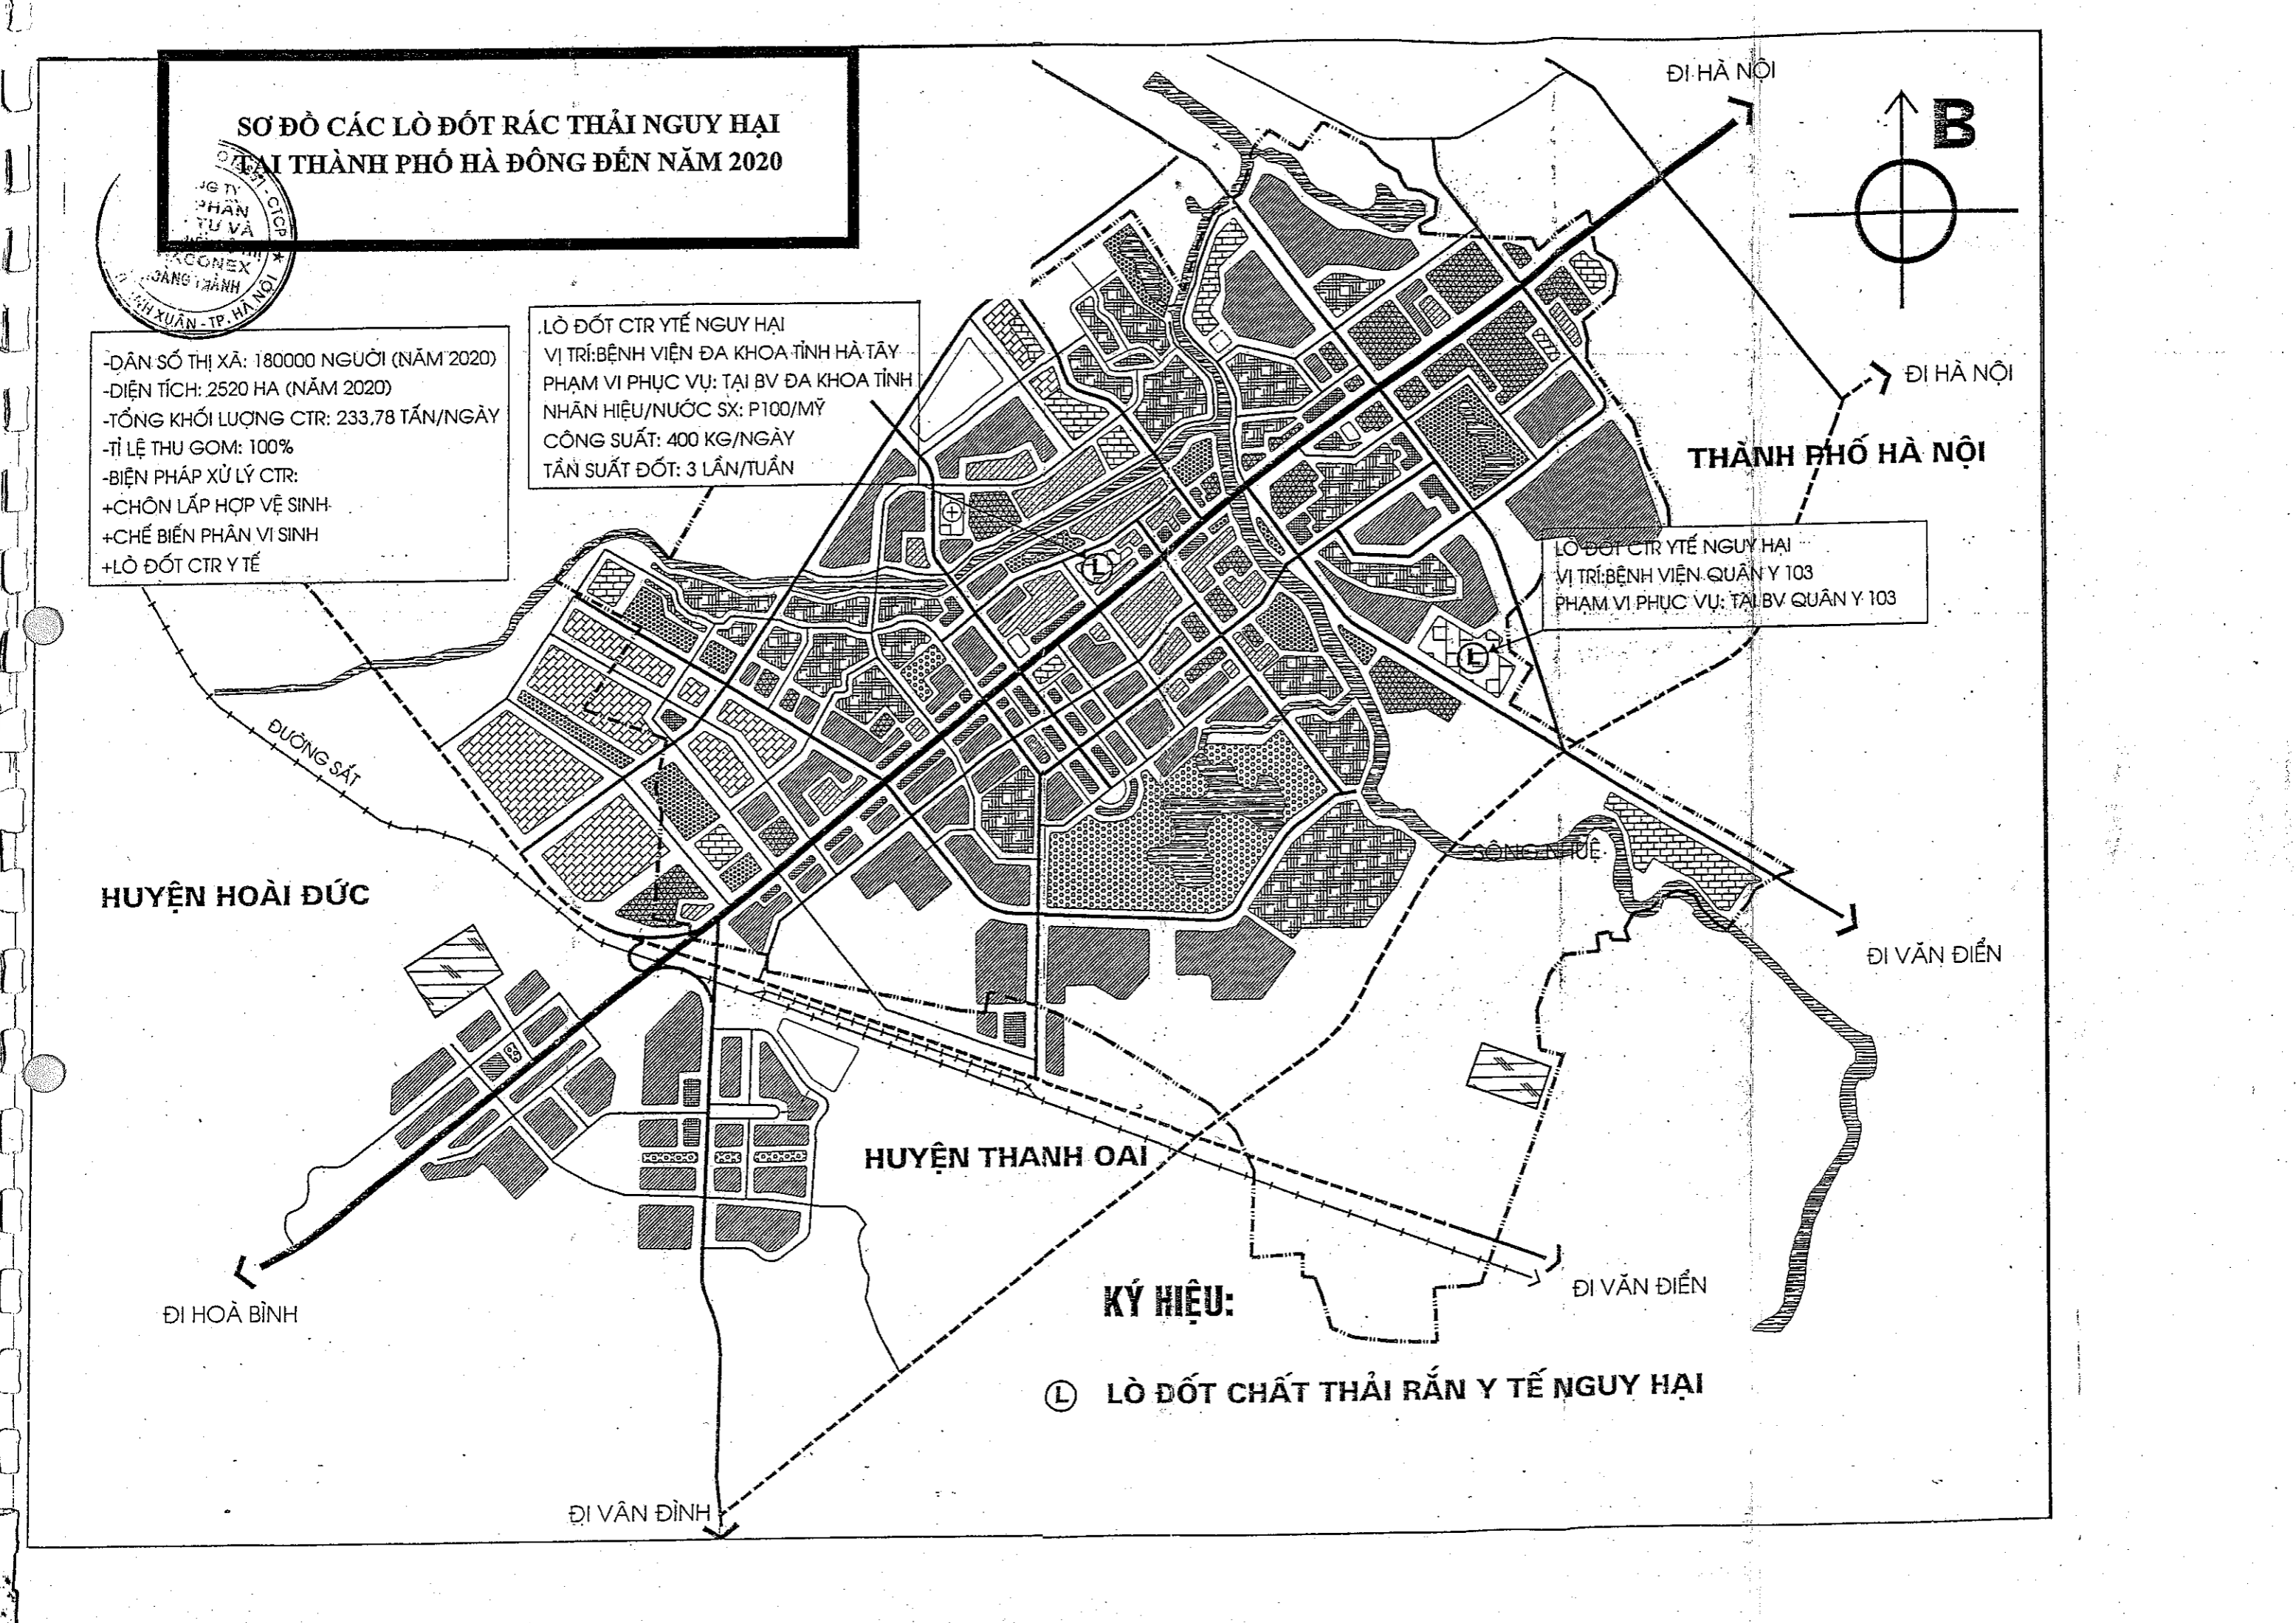 SƠ ĐỒ CÁC LÒ ĐỐT RÁC THẢI NGUY HẠI
TẠI THÀNH PHỐ HÀ ĐÔNG ĐẾN NĂM 2020
PHẦN
TƯ VÀ
XUÂN - TP. HÀ NỘI
-DÂN SỐ THỊ XÃ: 180000 NGƯỜI (NĂM 2020)
-DIỆN TÍCH: 2520 HA (NĂM 2020)
-TỔNG KHỐI LƯỢNG CTR: 233,78 TẤN/NGÀY
-TỈ LỆ THU GOM: 100%
-BIỆN PHÁP XỬ LÝ CTR:
+CHÔN LẤP HỢP VỆ SINH
+CHẾ BIẾN PHÂN VI SINH
+LÒ ĐỐT CTR Y TẾ
LÒ ĐỐT CTR YTẾ NGUY HẠI
VỊ TRÍ:BỆNH VIỆN ĐA KHOA TỈNH HÀ TÂY
PHẠM VI PHỤC VỤ: TẠI BV ĐA KHOA TỈNH
NHÃN HIỆU/NƯỚC SX: P100/MỸ
CÔNG SUẤT: 400 KG/NGÀY
TẦN SUẤT ĐỐT: 3 LẦN/TUẦN
ĐI HÀ NỘI
B
ĐI HÀ NỘI
THÀNH PHỐ HÀ NỘI
LÒ ĐỐT CTR YTẾ NGUY HẠI
VỊ TRÍ:BỆNH VIỆN QUÂN Y 103
PHẠM VI PHỤC VỤ: TẠI BV QUÂN Y 103
L
L
ĐƯỜNG SẮT
SÔNG NHUỆ
HUYỆN HOÀI ĐỨC
ĐI VĂN ĐIỂN
HUYỆN THANH OAI
ĐI VĂN ĐIỂN
ĐI HOÀ BÌNH
KÝ HIỆU:
L LÒ ĐỐT CHẤT THẢI RẮN Y TẾ NGUY HẠI
ĐI VÂN ĐÌNH